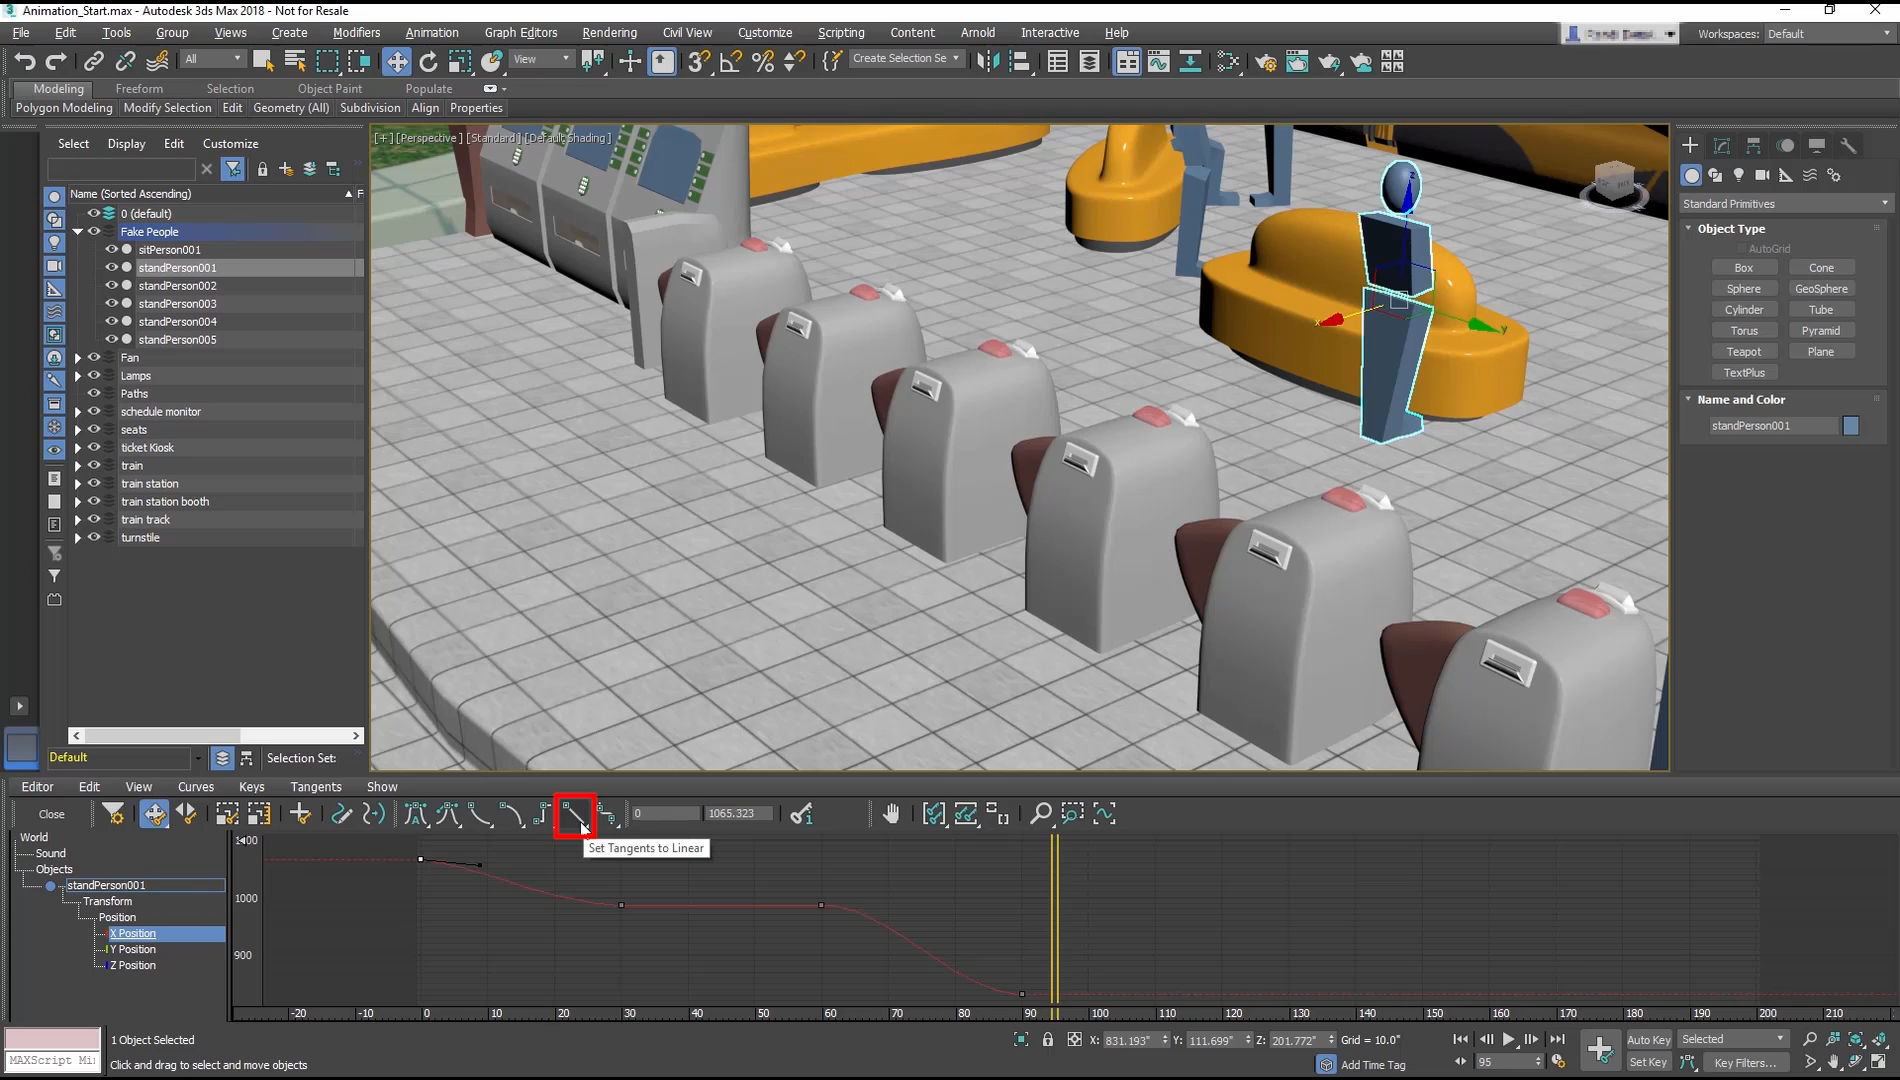 Animation_Start.max - Autodesk 3ds Max 2018 - Not for Resale
File Edit Tools Group Views Create Modifiers Animation Graph Editors Rendering Civil View Customize Scripting Content Arnold Interactive Help
Workspaces: Default
All
View
Create Selection Se
Modeling Freeform Selection Object Paint Populate
Polygon Modeling Modify Selection Edit Geometry (All) Subdivision Align Properties
Select Display Edit Customize
Name (Sorted Ascending) F
0 (default)
Fake People
sitPerson001
standPerson001
standPerson002
standPerson003
standPerson004
standPerson005
Fan
Lamps
Paths
schedule monitor
seats
ticket Kiosk
train
train station
train station booth
train track
turnstile
Default
Selection Set:
[+] [Perspective] [Standard] [Default Shading]
z
x
y
Standard Primitives
Object Type
AutoGrid
Box Cone
Sphere GeoSphere
Cylinder Tube
Torus Pyramid
Teapot Plane
TextPlus
Name and Color
standPerson001
Editor Edit View Curves Keys Tangents Show
Close
0 1065.323
Set Tangents to Linear
World
Sound
Objects
standPerson001
Transform
Position
X Position
Y Position
Z Position
1000
900
-20 -10 0 10 20 30 40 50 60 70 80 90 100 110 120 130 140 150 160 170 180 190 200 210
1 Object Selected
X: 831.193" Y: 111.699" Z: 201.772" Grid = 10.0"
Auto Key Selected
MAXScript Mi
Click and drag to select and move objects
Add Time Tag
95
Set Key Key Filters...